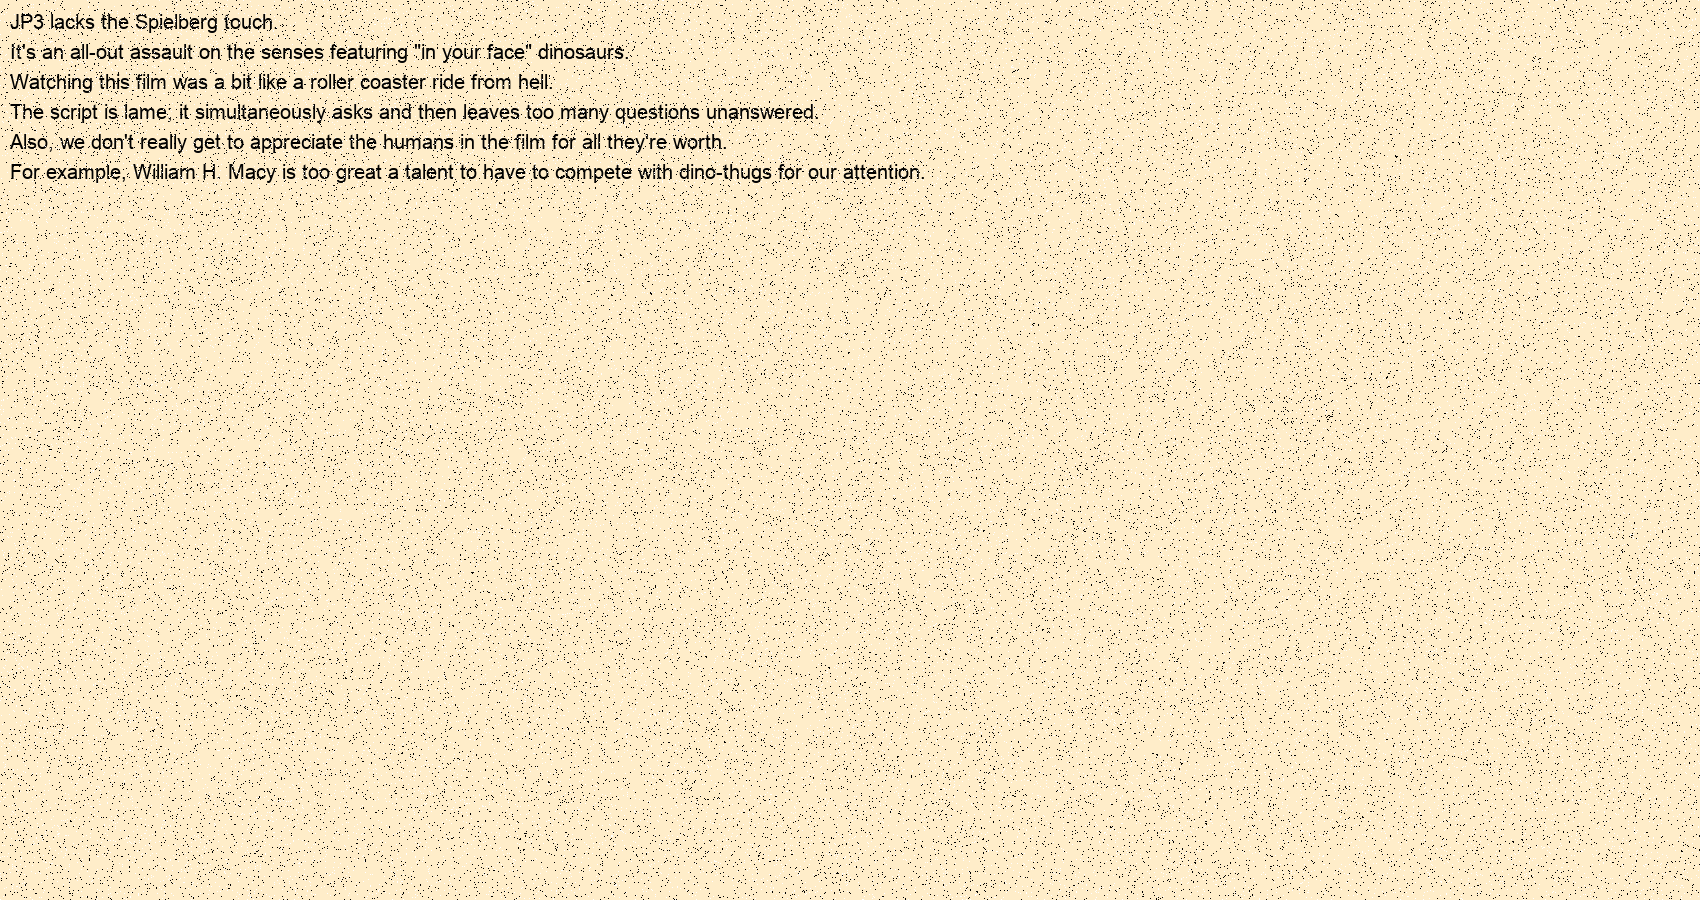 JP3 lacks the Spielberg touch.
It's an all-out assault on the senses featuring "in your face" dinosaurs.
Watching this film was a bit like a roller coaster ride from hell.
The script is lame; it simultaneously asks and then leaves too many questions unanswered.
Also, we don't really get to appreciate the humans in the film for all they're worth.
For example, William H. Macy is too great a talent to have to compete with dino-thugs for our attention.